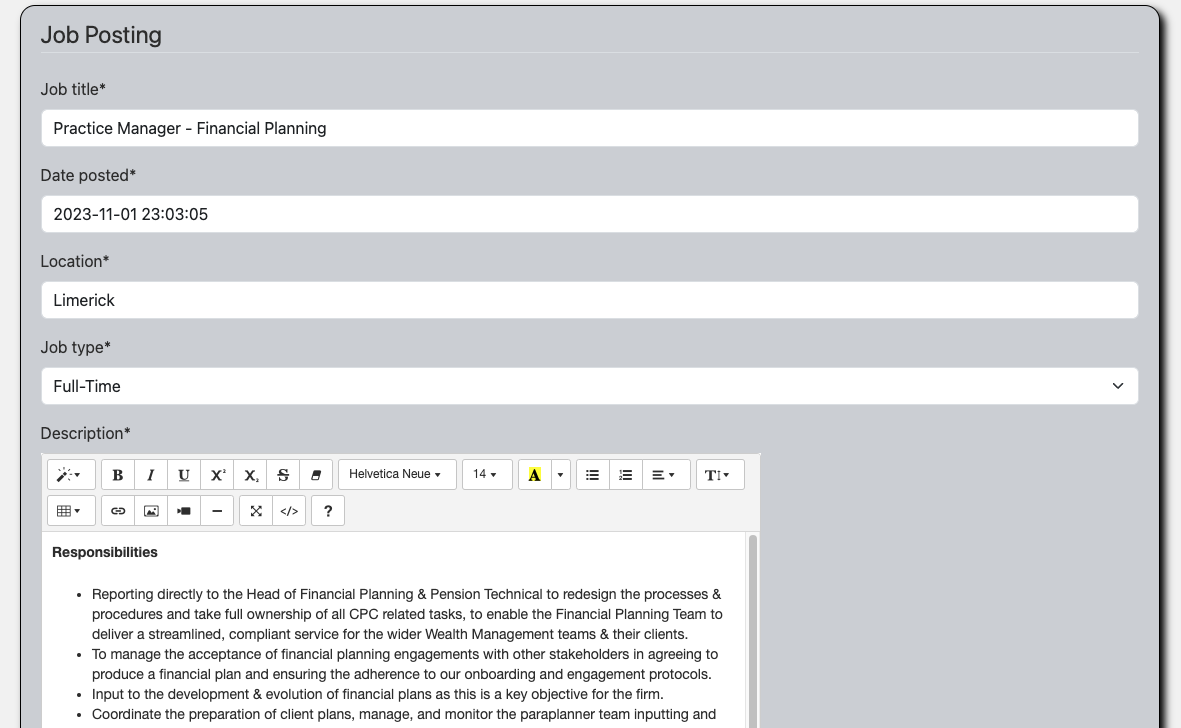 Job Posting
Job title*
Practice Manager - Financial Planning
Date posted*
2023-11-01 23:03:05
Location*
Limerick
Job type*
Full-Time
Description*
B I U X² X₂ S Helvetica Neue 14 A TI
</> ?
Responsibilities
• Reporting directly to the Head of Financial Planning & Pension Technical to redesign the processes &
procedures and take full ownership of all CPC related tasks, to enable the Financial Planning Team to
deliver a streamlined, compliant service for the wider Wealth Management teams & their clients.
• To manage the acceptance of financial planning engagements with other stakeholders in agreeing to
produce a financial plan and ensuring the adherence to our onboarding and engagement protocols.
• Input to the development & evolution of financial plans as this is a key objective for the firm.
• Coordinate the preparation of client plans, manage, and monitor the paraplanner team inputting and